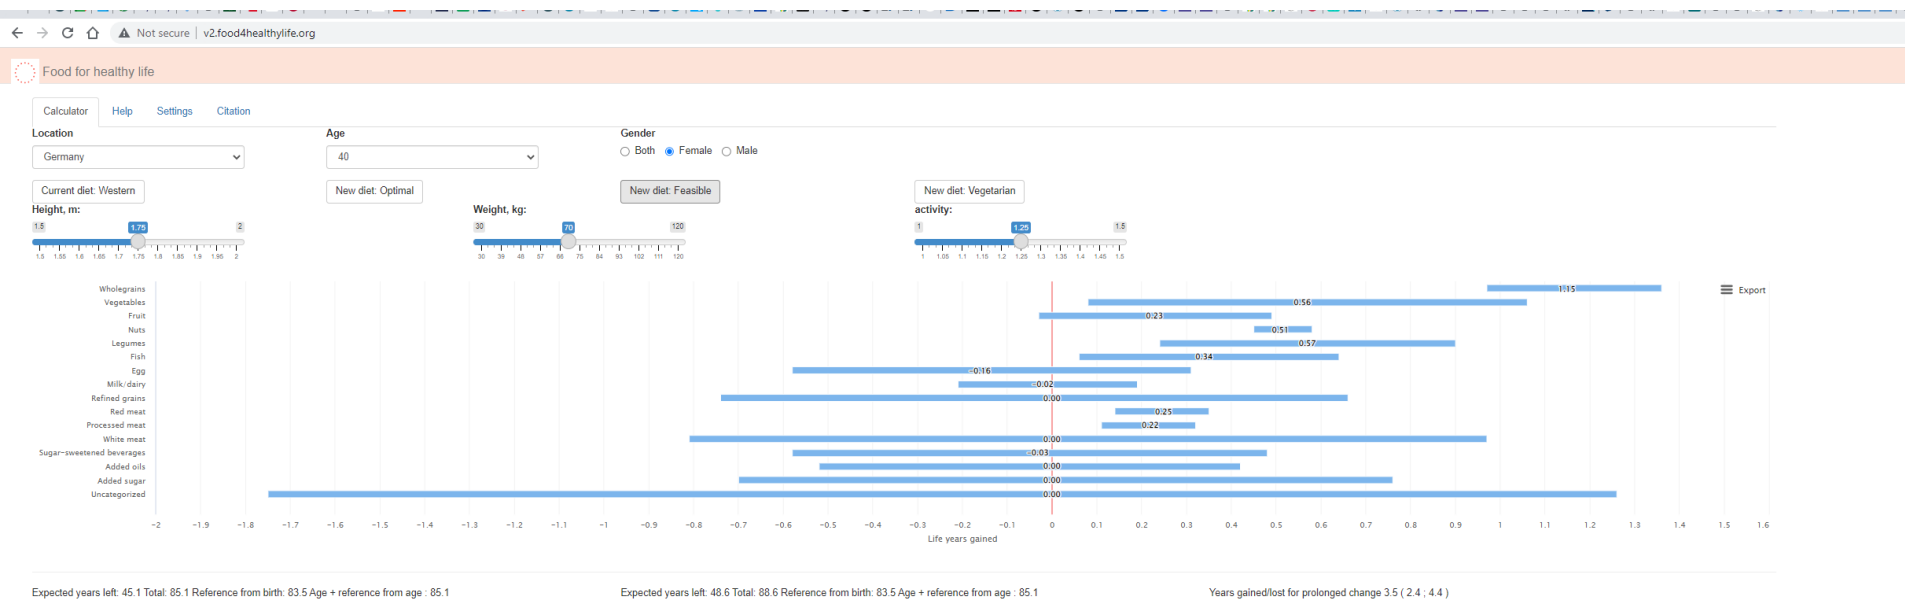 Not secure | v2.food4healthylife.org
Food for healthy life
Calculator Help Settings Citation
Location Age Gender
Germany 40 Both Female Male
Current diet: Western New diet: Optimal New diet: Feasible New diet: Vegetarian
Height, m: Weight, kg: activity:
1.5 1.75 2 30 70 120 1 1.25 1.5
1.5 1.55 1.6 1.65 1.7 1.75 1.8 1.85 1.9 1.95 2 30 39 48 57 66 75 84 93 102 111 120 1 1.05 1.1 1.15 1.2 1.25 1.3 1.35 1.4 1.45 1.5
Wholegrains 1.15 Export
Vegetables 0.56
Fruit 0.23
Nuts 0.51
Legumes 0.57
Fish 0.34
Egg -0.16
Milk/dairy -0.02
Refined grains 0.00
Red meat 0.25
Processed meat 0.22
White meat 0.00
Sugar-sweetened beverages -0.03
Added oils 0.00
Added sugar 0.00
Uncategorized 0.00
-2 -1.9 -1.8 -1.7 -1.6 -1.5 -1.4 -1.3 -1.2 -1.1 -1 -0.9 -0.8 -0.7 -0.6 -0.5 -0.4 -0.3 -0.2 -0.1 0 0.1 0.2 0.3 0.4 0.5 0.6 0.7 0.8 0.9 1 1.1 1.2 1.3 1.4 1.5 1.6
Life years gained
Expected years left: 45.1 Total: 85.1 Reference from birth: 83.5 Age + reference from age : 85.1 Expected years left: 48.6 Total: 88.6 Reference from birth: 83.5 Age + reference from age : 85.1 Years gained/lost for prolonged change 3.5 ( 2.4 ; 4.4 )